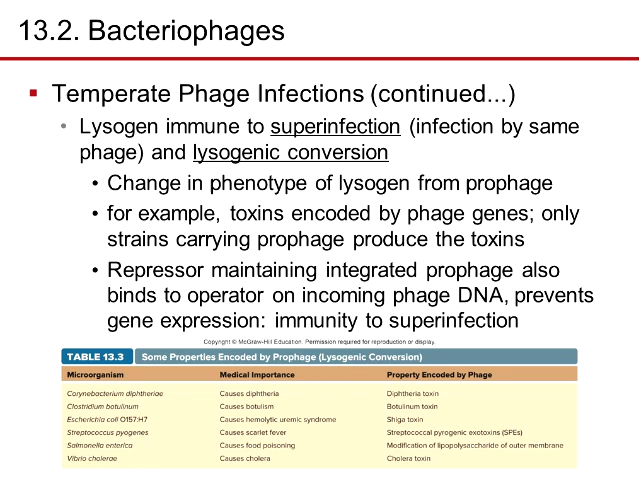 13.2. Bacteriophages
▪ Temperate Phage Infections (continued...)
• Lysogen immune to superinfection (infection by same
phage) and lysogenic conversion
• Change in phenotype of lysogen from prophage
• for example, toxins encoded by phage genes; only
strains carrying prophage produce the toxins
• Repressor maintaining integrated prophage also
binds to operator on incoming phage DNA, prevents
gene expression: immunity to superinfection
Copyright © McGraw-Hill Education. Permission required for reproduction or display.
TABLE 13.3 Some Properties Encoded by Prophage (Lysogenic Conversion)
Microorganism Medical Importance Property Encoded by Phage
Corynebacterium diphtheriae Causes diphtheria Diphtheria toxin
Clostridium botulinum Causes botulism Botulinum toxin
Escherichia coli O157:H7 Causes hemolytic uremic syndrome Shiga toxin
Streptococcus pyogenes Causes scarlet fever Streptococcal pyrogenic exotoxins (SPEs)
Salmonella enterica Causes food poisoning Modification of lipopolysaccharide of outer membrane
Vibrio cholerae Causes cholera Cholera toxin